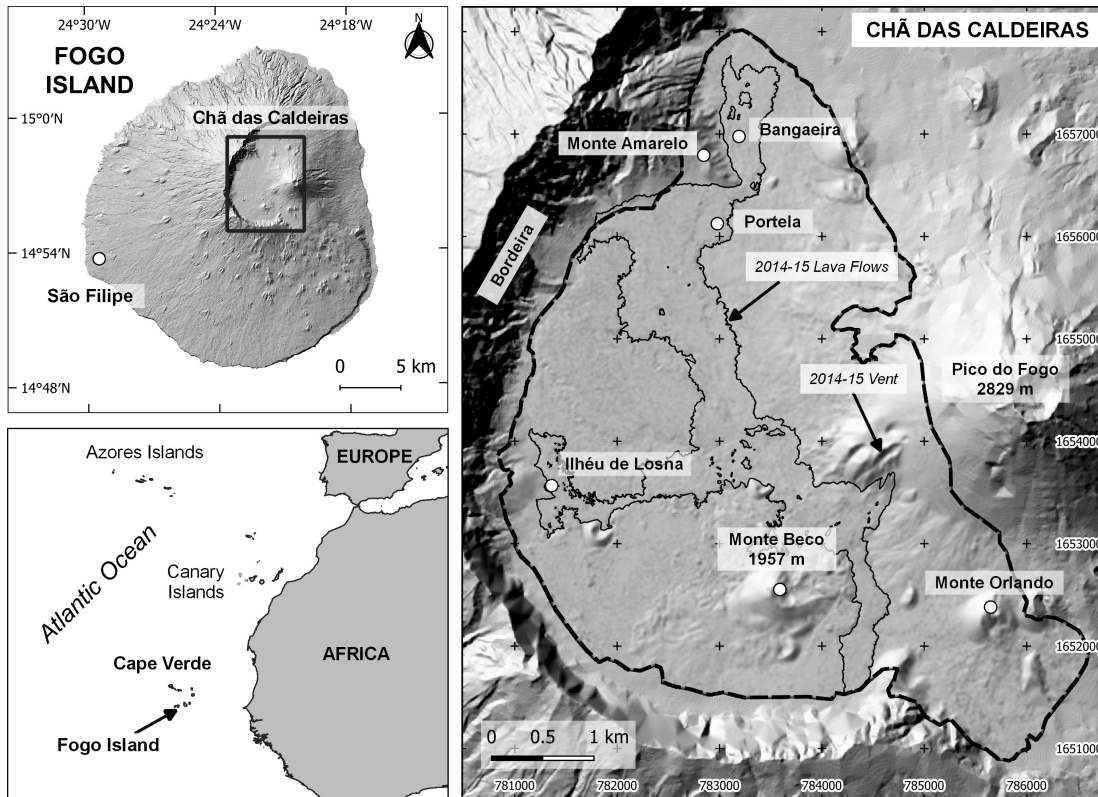 24°30'W
24°24'W
24°18'W
FOGO
ISLAND
N
15°0'N
Chã das Caldeiras
14°54'N
São Filipe
0 5 km
14°48'N
Azores Islands
EUROPE
Atlantic Ocean
Canary
Islands
AFRICA
Cape Verde
Fogo Island
CHÃ DAS CALDEIRAS
Bangaeira
1657000
Monte Amarelo
Portela
1656000
Bordeira
2014-15 Lava Flows
1655000
Pico do Fogo
2829 m
2014-15 Vent
1654000
Ilhéu de Losna
Monte Beco
1957 m
1653000
Monte Orlando
1652000
0 0.5 1 km
1651000
781000
782000
783000
784000
785000
786000